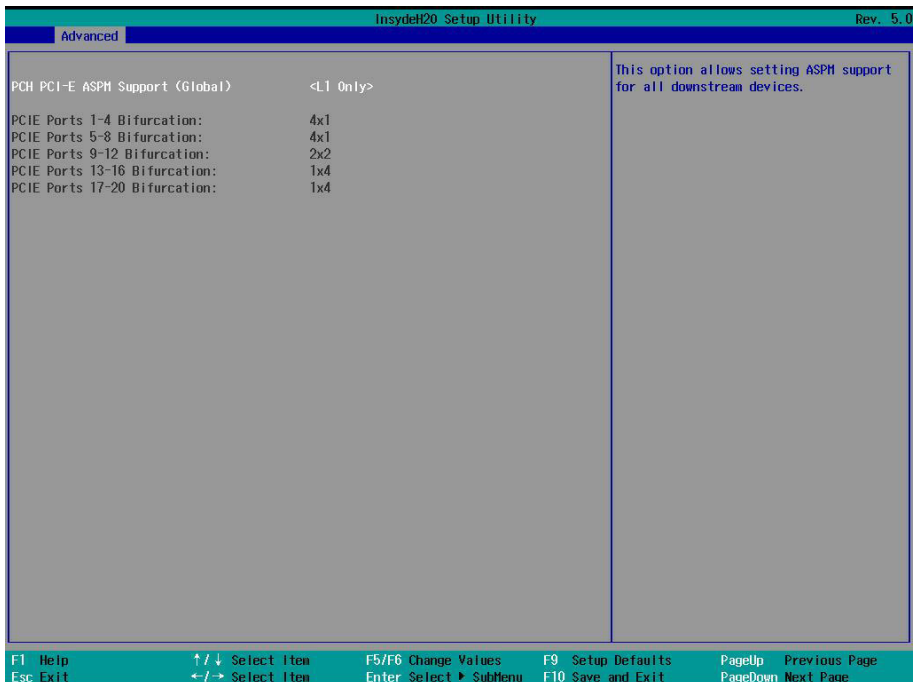 InsydeH20 Setup Utility Rev. 5.0
Advanced
PCH PCI-E ASPM Support (Global) <L1 Only>
PCIE Ports 1-4 Bifurcation: 4x1
PCIE Ports 5-8 Bifurcation: 4x1
PCIE Ports 9-12 Bifurcation: 2x2
PCIE Ports 13-16 Bifurcation: 1x4
PCIE Ports 17-20 Bifurcation: 1x4
This option allows setting ASPM support
for all downstream devices.
F1 Help ↑/↓ Select Item F5/F6 Change Values F9 Setup Defaults PageUp Previous Page
Esc Exit ←/→ Select Item Enter Select ▶ SubMenu F10 Save and Exit PageDown Next Page